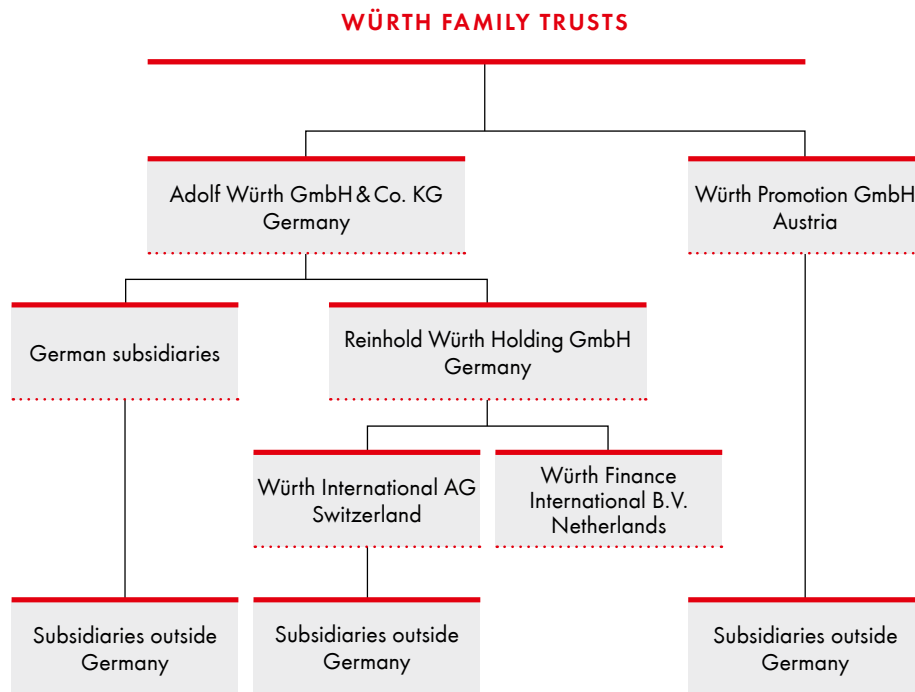 WÜRTH FAMILY TRUSTS
Adolf Würth GmbH & Co. KG
Germany
Würth Promotion GmbH
Austria
German subsidiaries
Reinhold Würth Holding GmbH
Germany
Würth International AG
Switzerland
Würth Finance
International B.V.
Netherlands
Subsidiaries outside
Germany
Subsidiaries outside
Germany
Subsidiaries outside
Germany